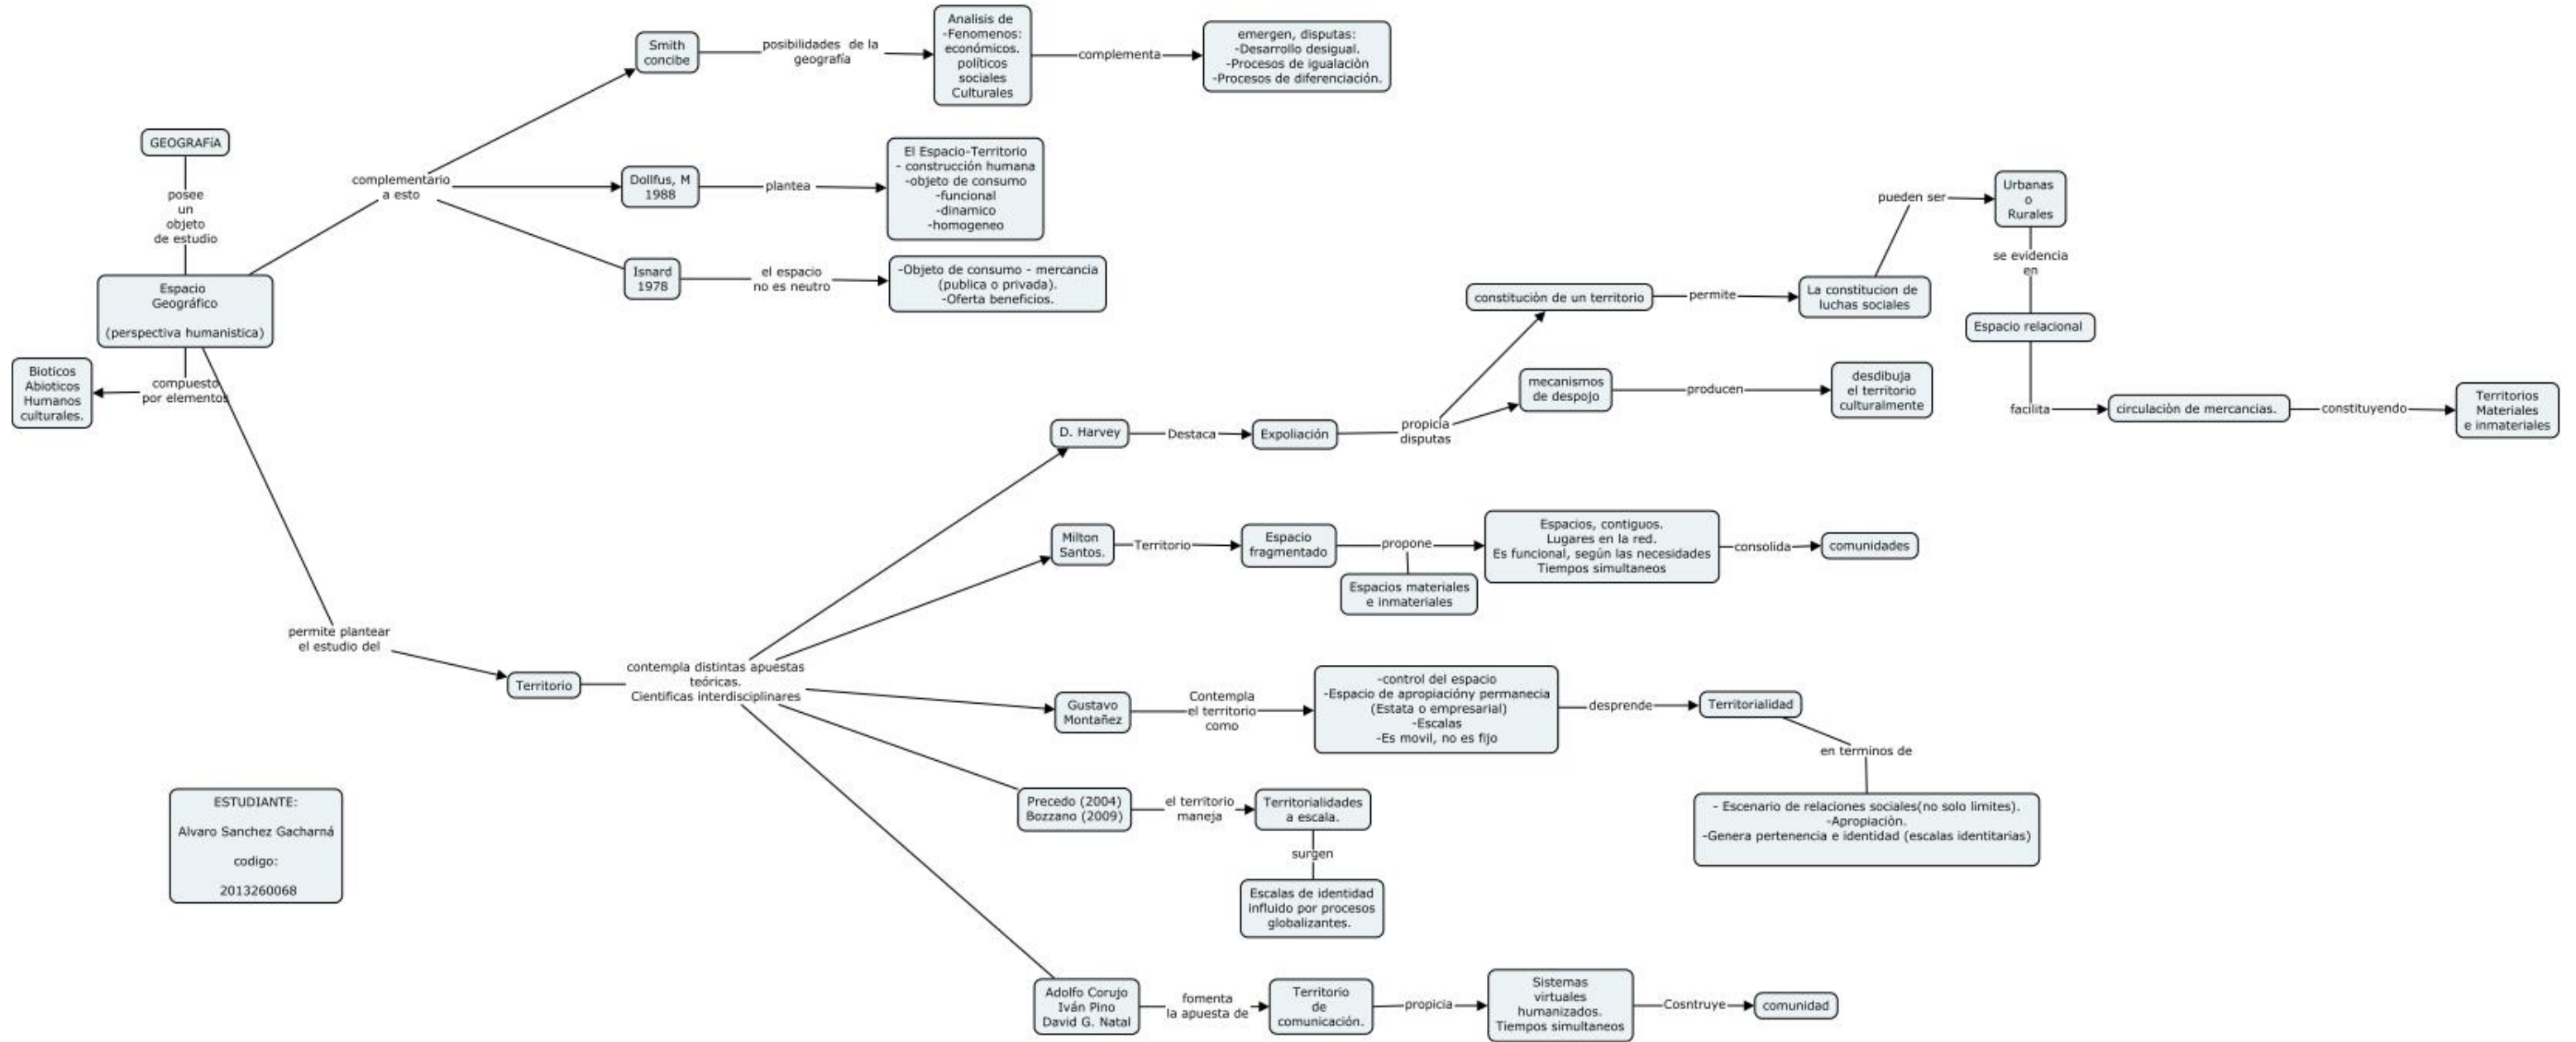 GEOGRAFíA
posee
un
objeto
de estudio
Espacio
Geográfico
(perspectiva humanistica)
compuesto
por elementos
Bioticos
Abioticos
Humanos
culturales.
complementario
a esto
Smith
concibe
posibilidades de la
geografía
Analisis de
-Fenomenos:
económicos.
políticos
sociales
Culturales
complementa
emergen, disputas:
-Desarrollo desigual.
-Procesos de igualaciòn
-Procesos de diferenciación.
Dollfus, M
1988
plantea
El Espacio-Territorio
- construcción humana
-objeto de consumo
-funcional
-dinamico
-homogeneo
Isnard
1978
el espacio
no es neutro
-Objeto de consumo - mercancia
(publica o privada).
-Oferta beneficios.
permite plantear
el estudio del
Territorio
contempla distintas apuestas
teóricas.
Cientificas interdisciplinares
D. Harvey
Destaca
Expoliación
propicia
disputas
constituciòn de un territorio
permite
La constitucion de
luchas sociales
pueden ser
Urbanas
o
Rurales
se evidencia
en
Espacio relacional
facilita
circulaciòn de mercancias.
constituyendo
Territorios
Materiales
e inmateriales
mecanismos
de despojo
producen
desdibuja
el territorio
culturalmente
Milton
Santos.
Territorio
Espacio
fragmentado
propone
Espacios materiales
e inmateriales
Espacios, contiguos.
Lugares en la red.
Es funcional, según las necesidades
Tiempos simultaneos
consolida
comunidades
Gustavo
Montañez
Contempla
el territorio
como
-control del espacio
-Espacio de apropiacióny permanecia
(Estata o empresarial)
-Escalas
-Es movil, no es fijo
desprende
Territorialidad
en terminos de
- Escenario de relaciones sociales(no solo limites).
-Apropiaciòn.
-Genera pertenencia e identidad (escalas identitarias)
Precedo (2004)
Bozzano (2009)
el territorio
maneja
Territorialidades
a escala.
surgen
Escalas de identidad
influido por procesos
globalizantes.
Adolfo Corujo
Iván Pino
David G. Natal
fomenta
la apuesta de
Territorio
de
comunicación.
propicia
Sistemas
virtuales
humanizados.
Tiempos simultaneos
Cosntruye
comunidad
ESTUDIANTE:
Alvaro Sanchez Gacharná
codigo:
2013260068